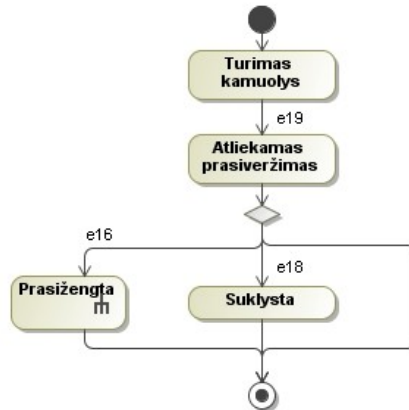 Turimas
kamuolys
e19
Atliekamas
prasiveržimas
e16
e18
Prasižengta
Suklysta